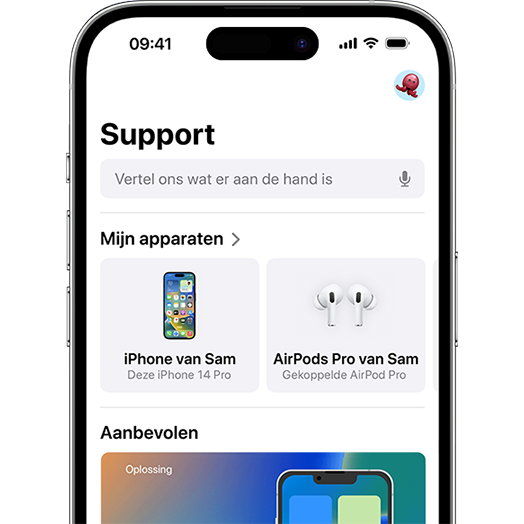 09:41
Support
Vertel ons wat er aan de hand is
Mijn apparaten
iPhone van Sam
Deze iPhone 14 Pro
AirPods Pro van Sam
Gekoppelde AirPod Pro
Aanbevolen
Oplossing